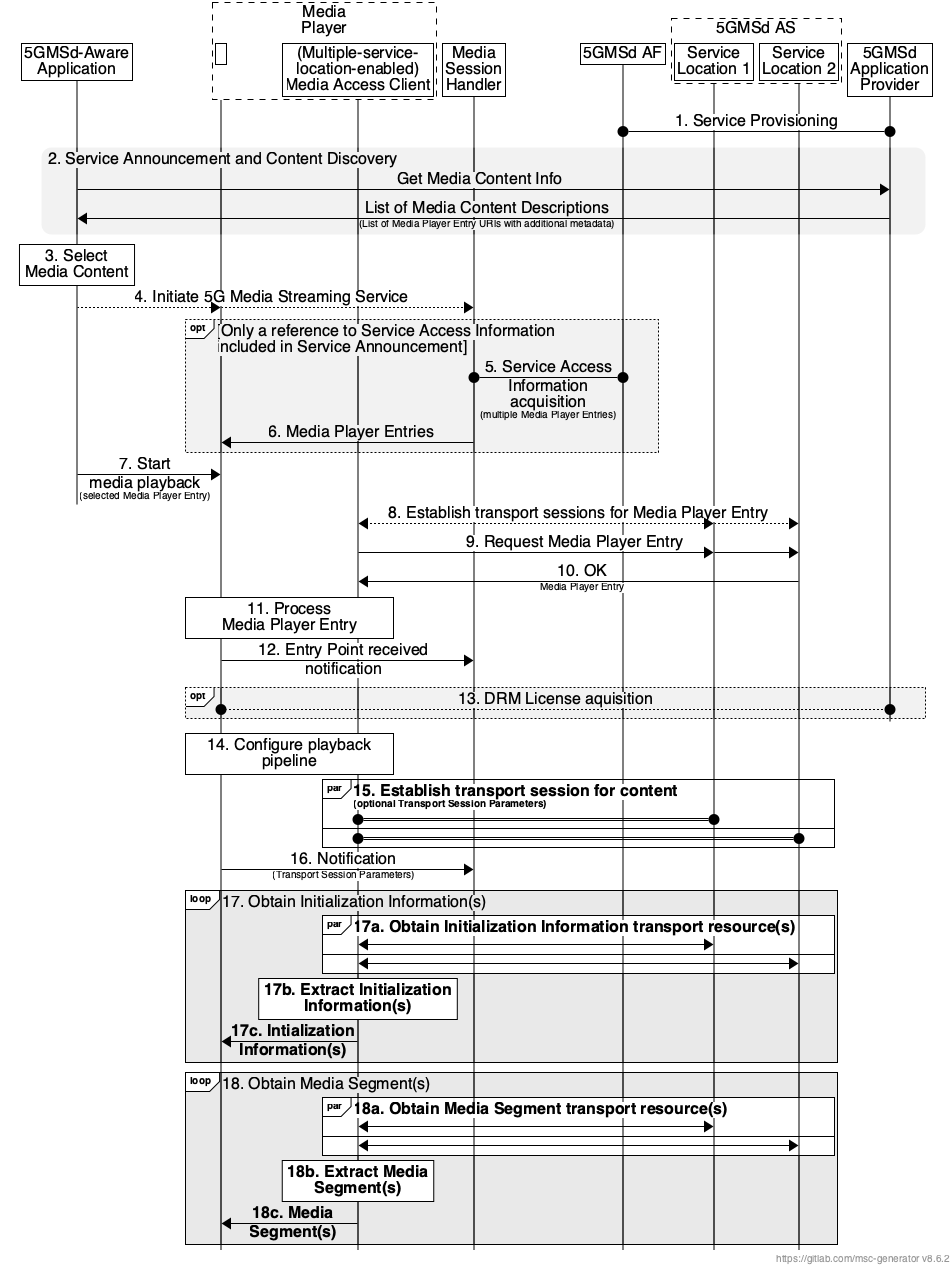 Media
Player
5GMSd AS
5GMSd-Aware
Application
(Multiple-service-
location-enabled)
Media Access Client
Media
Session
Handler
5GMSd AF
Service
Location 1
Service
Location 2
5GMSd
Application
Provider
1. Service Provisioning
2. Service Announcement and Content Discovery
Get Media Content Info
List of Media Content Descriptions
(List of Media Player Entry URIs with additional metadata)
3. Select
Media Content
4. Initiate 5G Media Streaming Service
opt
[Only a reference to Service Access Information
included in Service Announcement]
5. Service Access
Information
acquisition
(multiple Media Player Entries)
6. Media Player Entries
7. Start
media playback
(selected Media Player Entry)
8. Establish transport sessions for Media Player Entry
9. Request Media Player Entry
10. OK
Media Player Entry
11. Process
Media Player Entry
12. Entry Point received
notification
opt
13. DRM License aquisition
14. Configure playback
pipeline
par
15. Establish transport session for content
(optional Transport Session Parameters)
16. Notification
(Transport Session Parameters)
loop
17. Obtain Initialization Information(s)
par
17a. Obtain Initialization Information transport resource(s)
17b. Extract Initialization
Information(s)
17c. Intialization
Information(s)
loop
18. Obtain Media Segment(s)
par
18a. Obtain Media Segment transport resource(s)
18b. Extract Media
Segment(s)
18c. Media
Segment(s)
https://gitlab.com/msc-generator v8.6.2